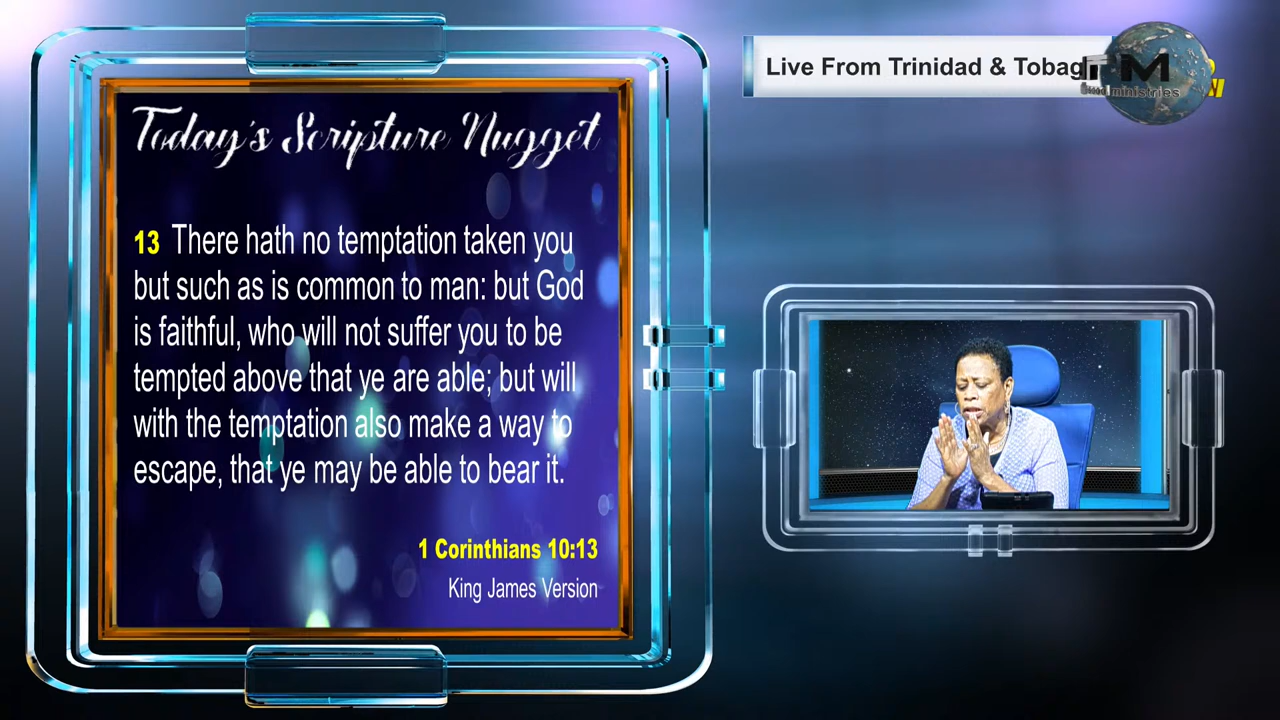 Today's Scripture Nugget
13 There hath no temptation taken you
but such as is common to man: but God
is faithful, who will not suffer you to be
tempted above that ye are able; but will
with the temptation also make a way to
escape, that ye may be able to bear it.
1 Corinthians 10:13
King James Version
Live From Trinidad &
TM
ministries